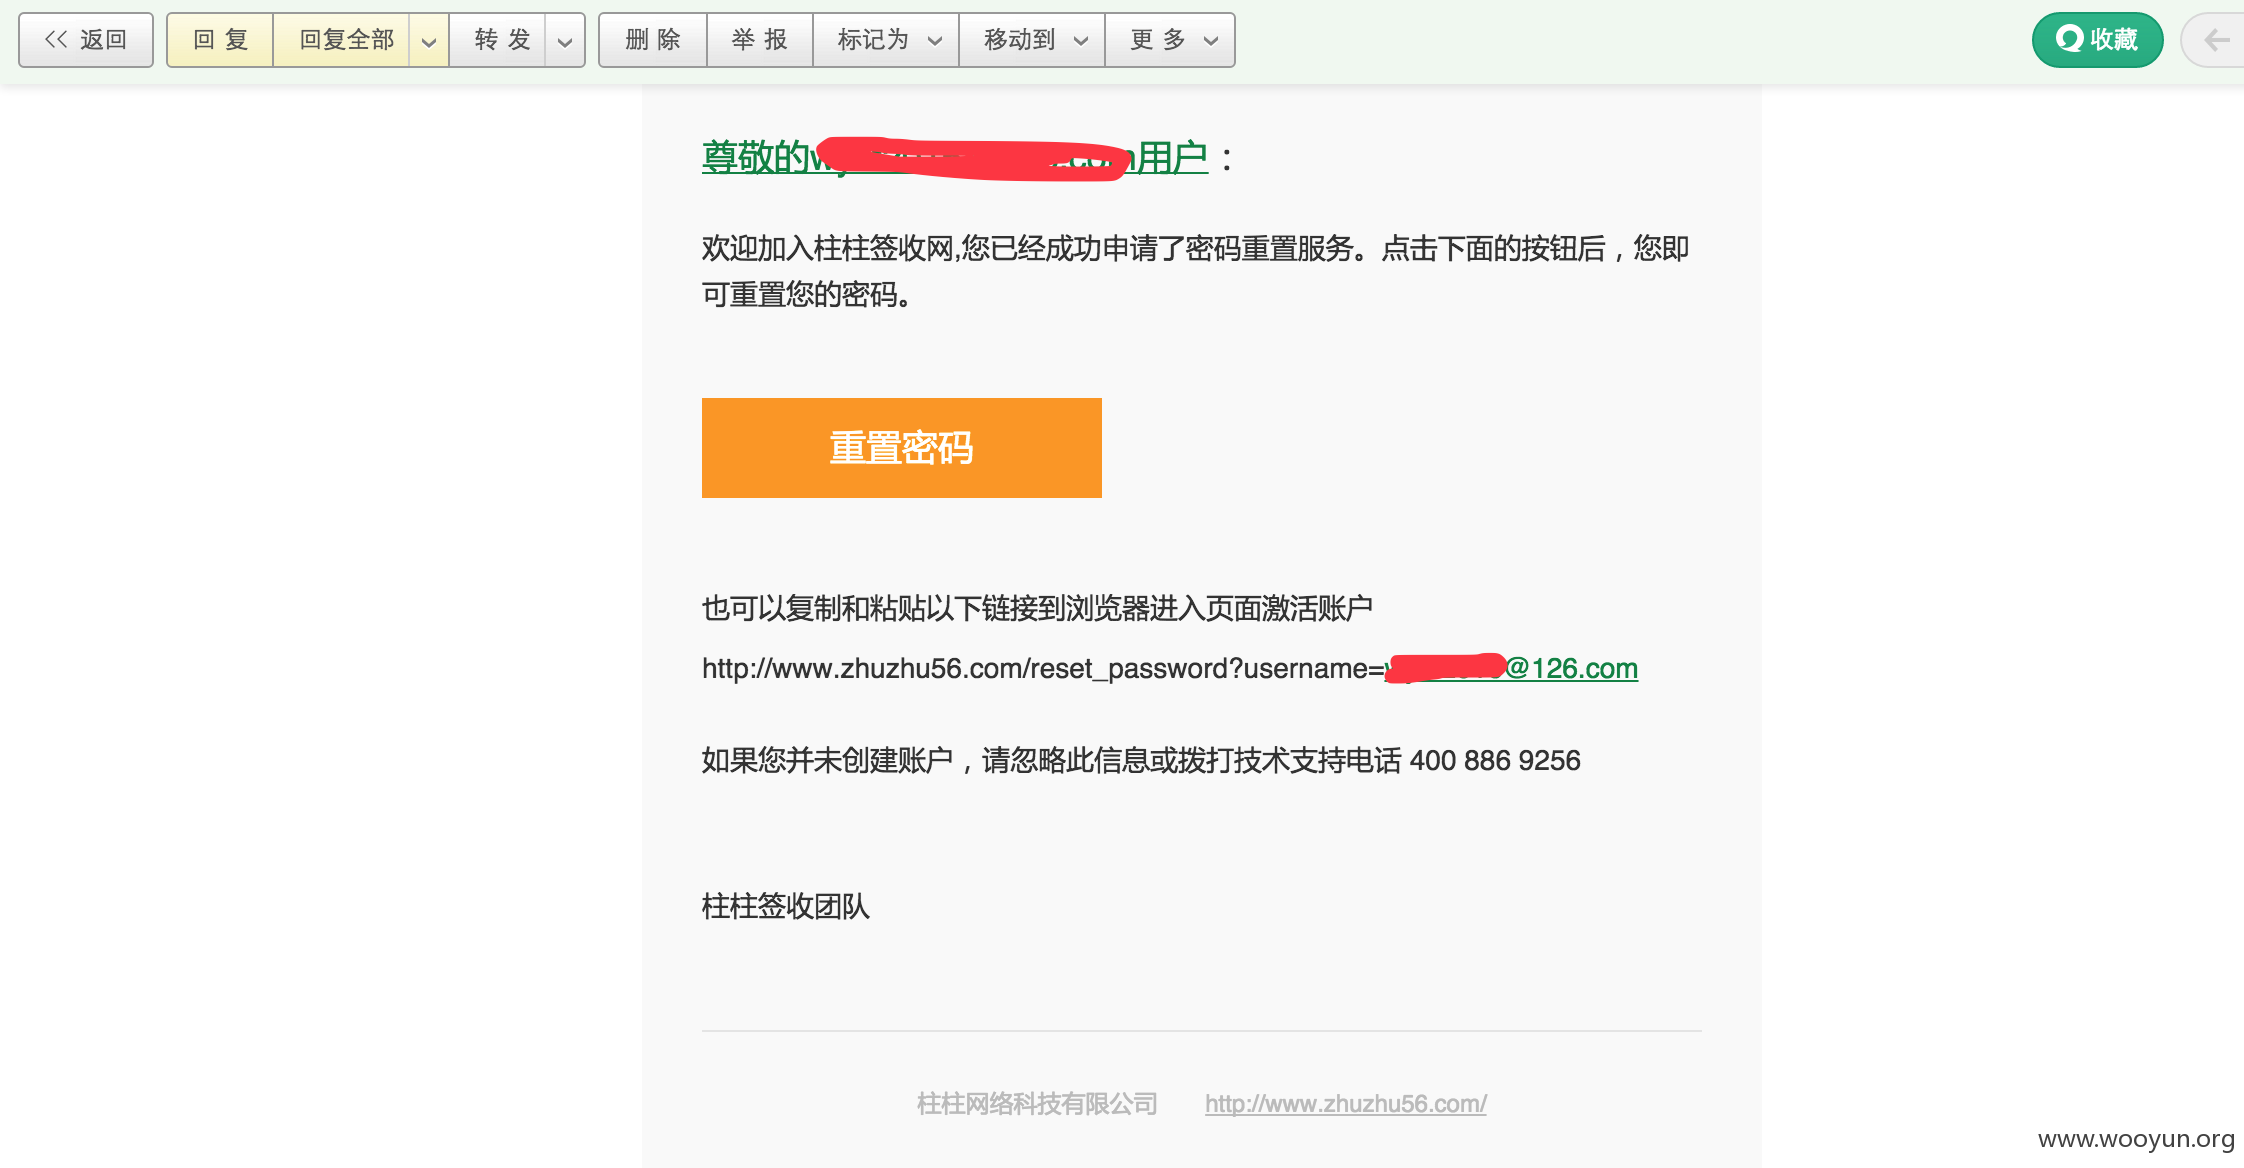 << 返回 回 复 回复全部 转 发 删 除 举 报 标记为 移动到 更 多 收藏
尊敬的 用户：
欢迎加入柱柱签收网,您已经成功申请了密码重置服务。点击下面的按钮后，您即
可重置您的密码。
重置密码
也可以复制和粘贴以下链接到浏览器进入页面激活账户
http://www.zhuzhu56.com/reset_password?username= @126.com
如果您并未创建账户，请忽略此信息或拨打技术支持电话 400 886 9256
柱柱签收团队
柱柱网络科技有限公司 http://www.zhuzhu56.com/
www.wooyun.org